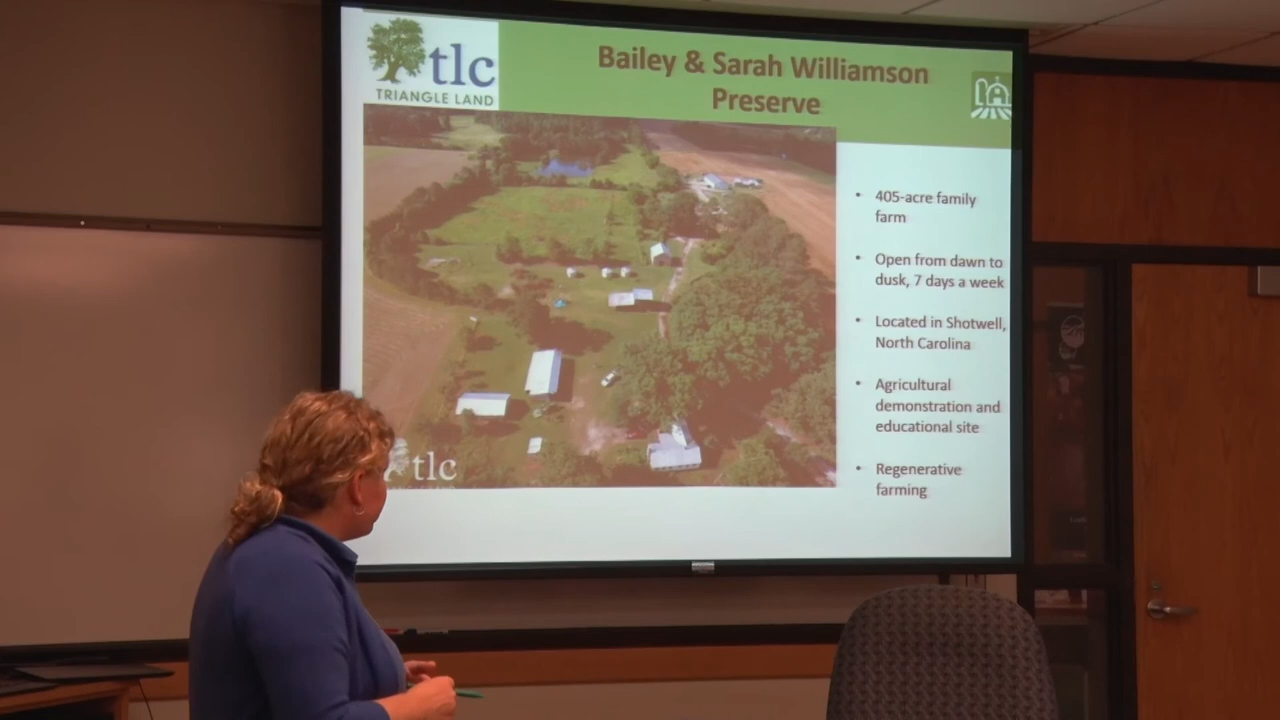 tlc
TRIANGLE LAND
Bailey & Sarah Williamson
Preserve
• 405-acre family
farm
• Open from dawn to
dusk, 7 days a week
• Located in Shotwell,
North Carolina
• Agricultural
demonstration and
educational site
• Regenerative
farming
tlc